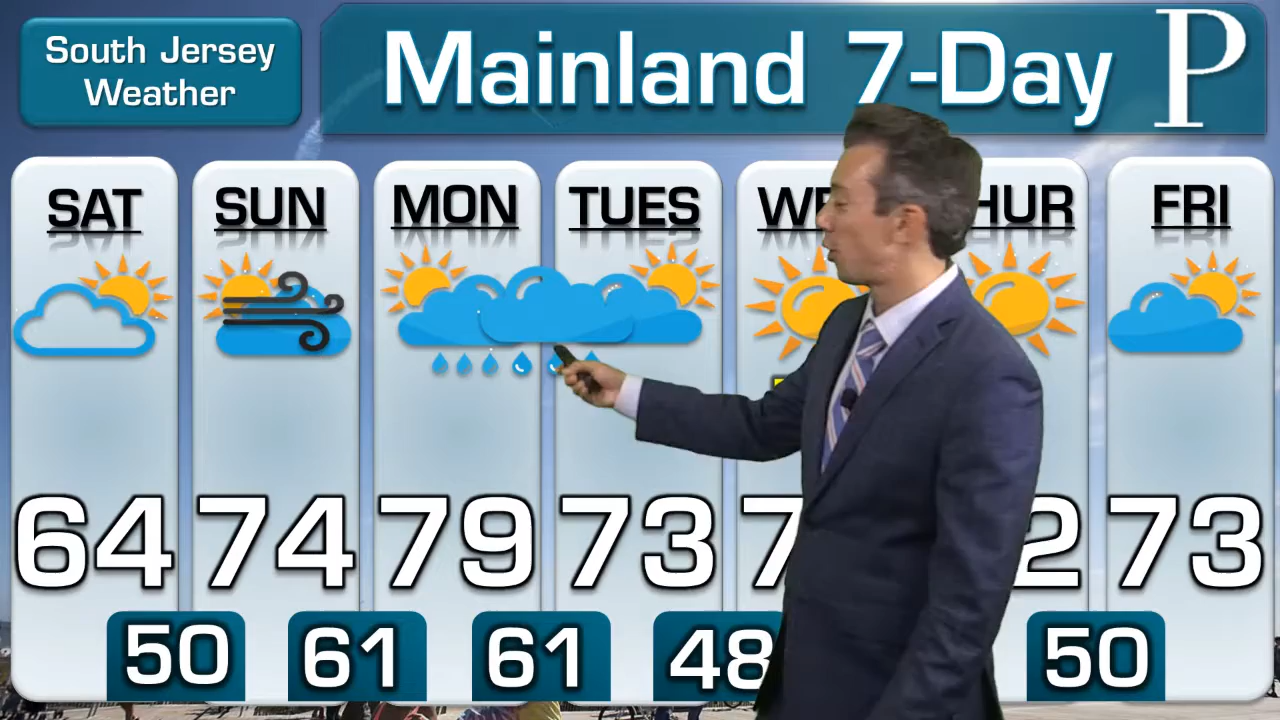 South Jersey
Weather
Mainland 7-Day P
SAT SUN MON TUES FRI
64 74 79 73 73
50 61 61 48 50